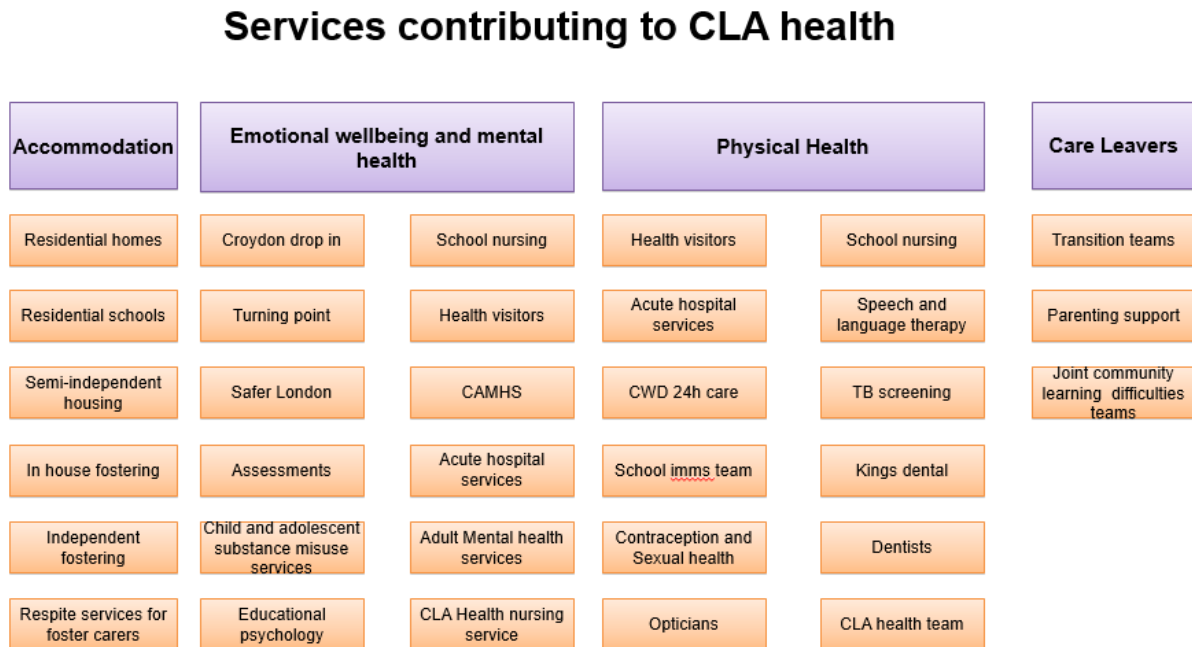 Services contributing to CLA health
Accommodation
Emotional wellbeing and mental
health
Physical Health
Care Leavers
Residential homes
Croydon drop in
School nursing
Health visitors
School nursing
Transition teams
Residential schools
Turning point
Health visitors
Acute hospital
services
Speech and
language therapy
Parenting support
Semi-independent
housing
Safer London
CAMHS
CWD 24h care
TB screening
Joint community
learning difficulties
teams
In house fostering
Assessments
Acute hospital
services
School imms team
Kings dental
Independent
fostering
Child and adolescent
substance misuse
services
Adult Mental health
services
Contraception and
Sexual health
Dentists
Respite services for
foster carers
Educational
psychology
CLA Health nursing
service
Opticians
CLA health team